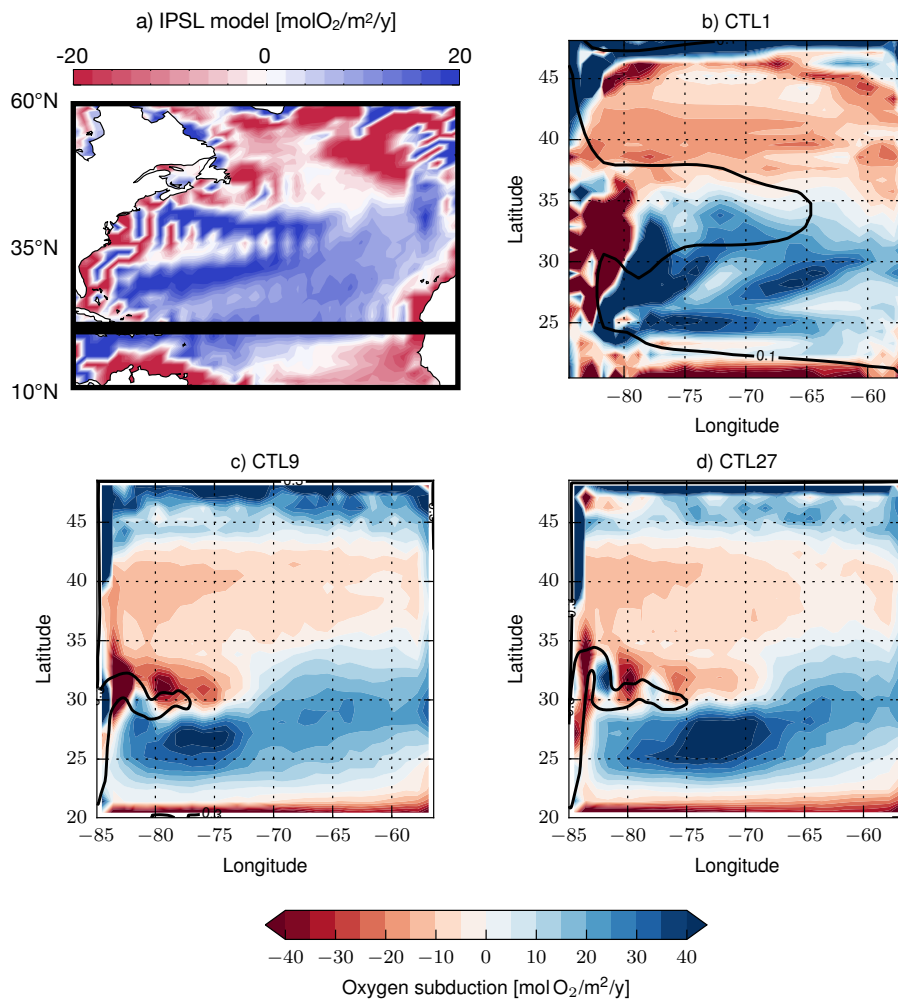 a) IPSL model [molO₂/m²/y]
-20 0 20
60°N
35°N
10°N
b) CTL1
0.1
45
40
35
30
25
Latitude
−80 −75 −70 −65 −60
Longitude
c) CTL9
45
40
35
30
25
20
Latitude
−85 −80 −75 −70 −65 −60
Longitude
d) CTL27
45
40
35
30
25
20
Latitude
−85 −80 −75 −70 −65 −60
Longitude
−40 −30 −20 −10 0 10 20 30 40
Oxygen subduction [mol O₂/m²/y]